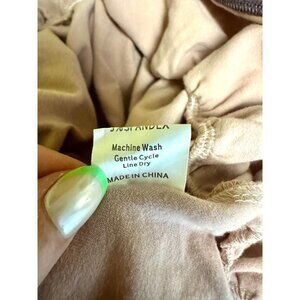 5%SPANDEX
Machine Wash
Gentle Cycle
Line Dry
MADE IN CHINA